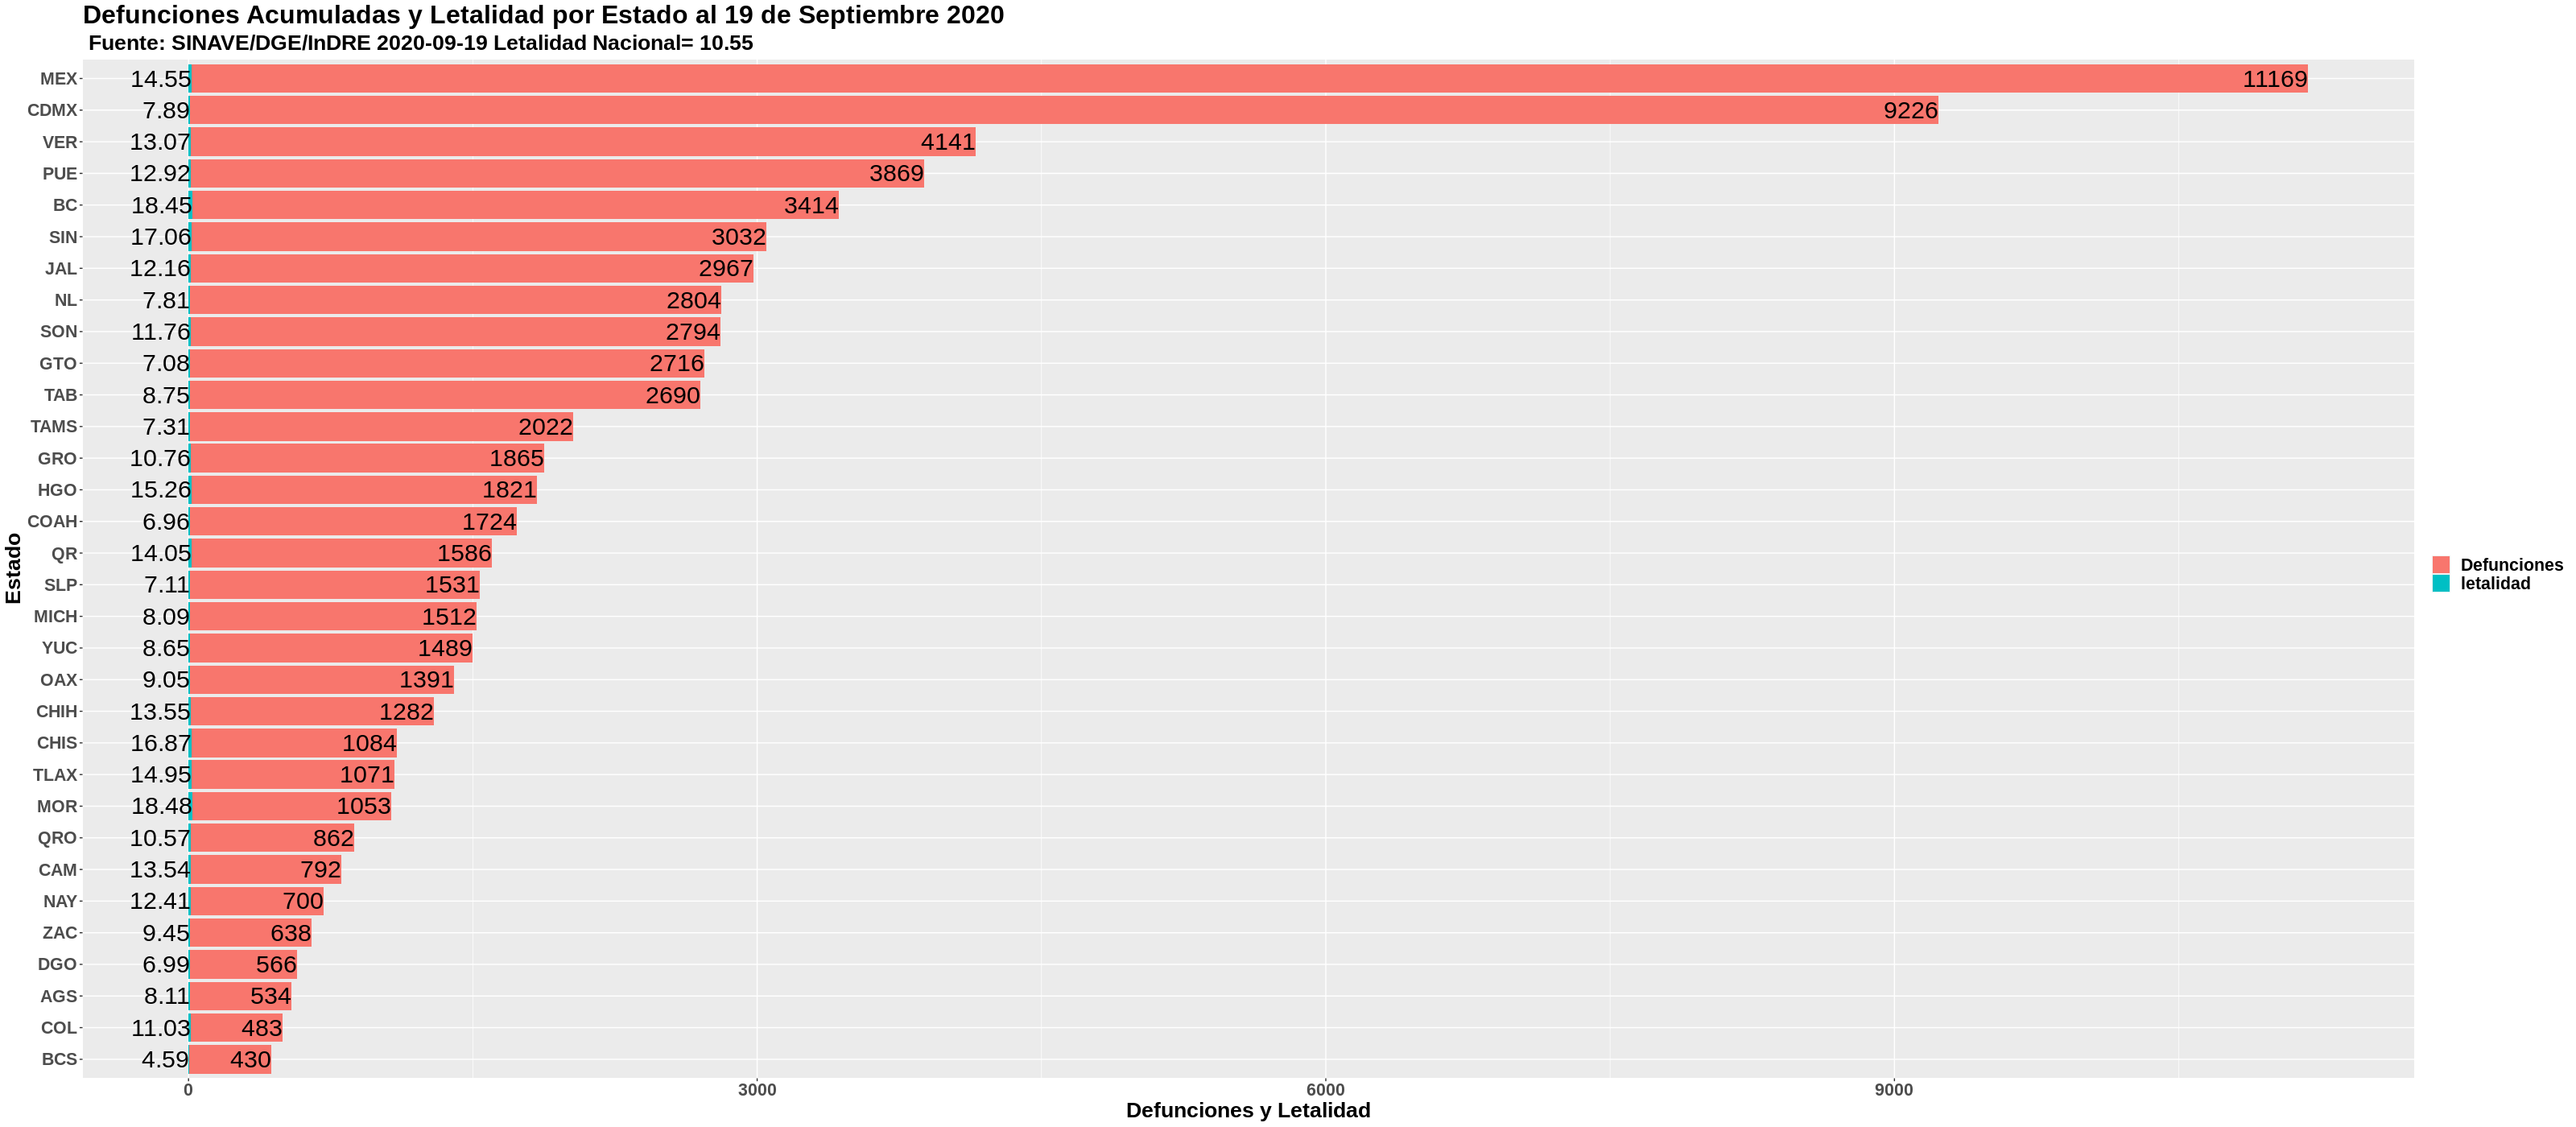 Defunciones Acumuladas y Letalidad por Estado al 19 de Septiembre 2020
Fuente: SINAVE/DGE/InDRE 2020-09-19 Letalidad Nacional= 10.55
MEX 14.55 11169
CDMX 7.89 9226
VER 13.07 4141
PUE 12.92 3869
BC 18.45 3414
SIN 17.06 3032
JAL 12.16 2967
NL 7.81 2804
SON 11.76 2794
GTO 7.08 2716
TAB 8.75 2690
TAMS 7.31 2022
GRO 10.76 1865
HGO 15.26 1821
COAH 6.96 1724
QR 14.05 1586
SLP 7.11 1531
MICH 8.09 1512
YUC 8.65 1489
OAX 9.05 1391
CHIH 13.55 1282
CHIS 16.87 1084
TLAX 14.95 1071
MOR 18.48 1053
QRO 10.57 862
CAM 13.54 792
NAY 12.41 700
ZAC 9.45 638
DGO 6.99 566
AGS 8.11 534
COL 11.03 483
BCS 4.59 430
0 3000 6000 9000
Defunciones y Letalidad
Estado
Defunciones
letalidad